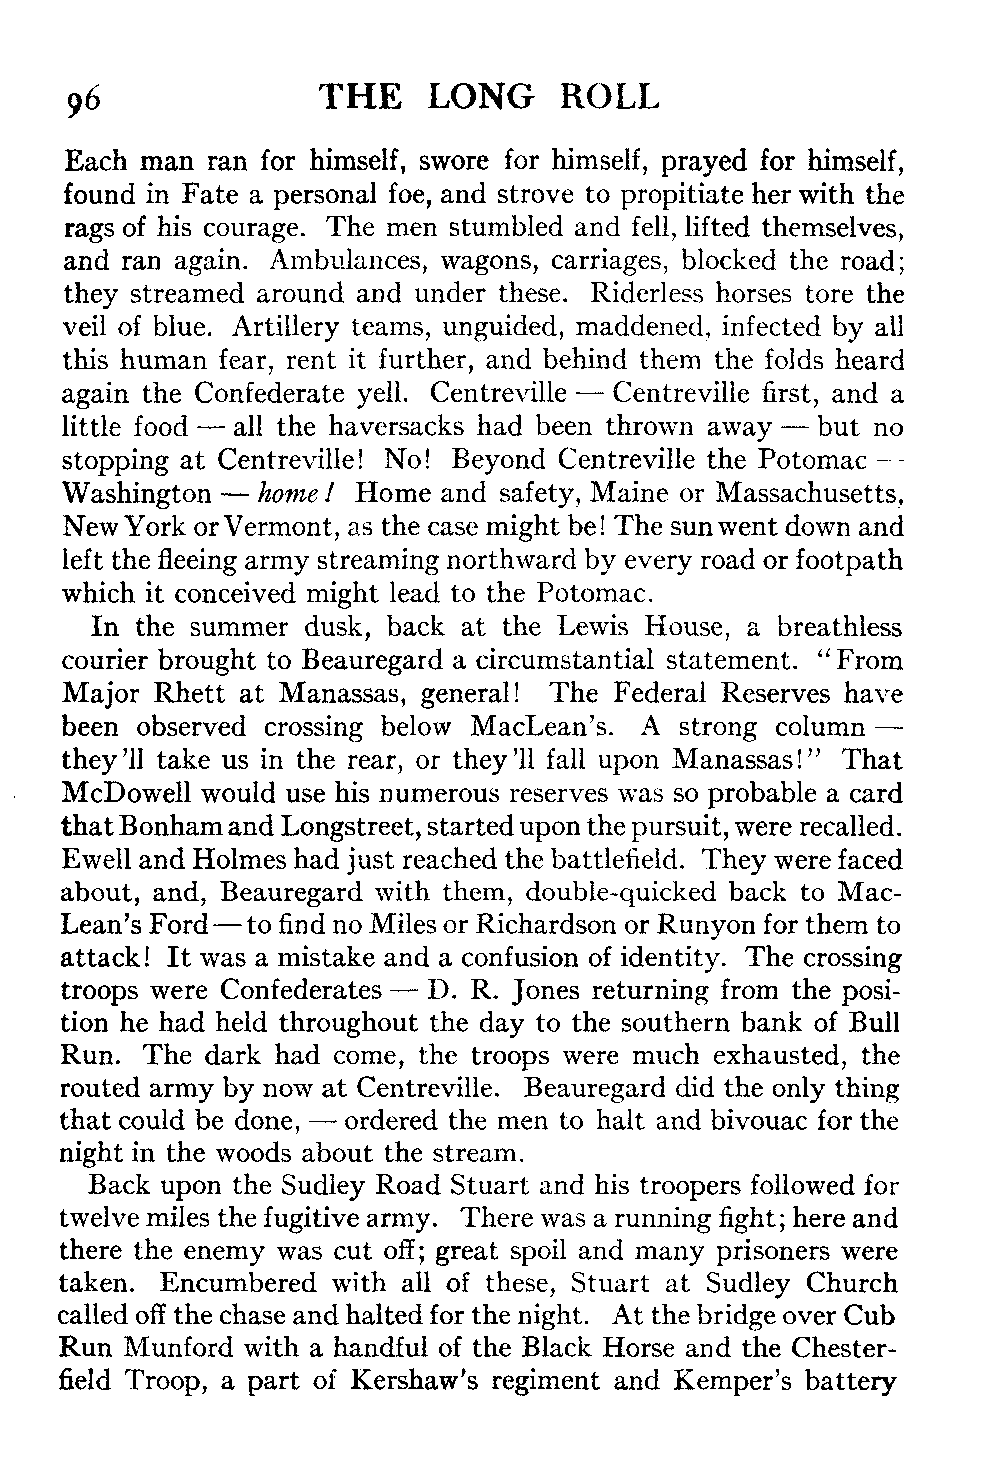 96 THE LONG ROLL
Each man ran for himself, swore for himself, prayed for himself,
found in Fate a personal foe, and strove to propitiate her with the
rags of his courage. The men stumbled and fell, lifted themselves,
and ran again. Ambulances, wagons, carriages, blocked the road;
they streamed around and under these. Riderless horses tore the
veil of blue. Artillery teams, unguided, maddened, infected by all
this human fear, rent it further, and behind them the folds heard
again the Confederate yell. Centreville — Centreville first, and a
little food — all the haversacks had been thrown away — but no
stopping at Centreville! No! Beyond Centreville the Potomac —
Washington — home! Home and safety, Maine or Massachusetts,
New York or Vermont, as the case might be! The sun went down and
left the fleeing army streaming northward by every road or footpath
which it conceived might lead to the Potomac.
In the summer dusk, back at the Lewis House, a breathless
courier brought to Beauregard a circumstantial statement. "From
Major Rhett at Manassas, general! The Federal Reserves have
been observed crossing below MacLean's. A strong column —
they'll take us in the rear, or they'll fall upon Manassas!" That
McDowell would use his numerous reserves was so probable a card
that Bonham and Longstreet, started upon the pursuit, were recalled.
Ewell and Holmes had just reached the battlefield. They were faced
about, and, Beauregard with them, double-quicked back to Mac-
Lean's Ford — to find no Miles or Richardson or Runyon for them to
attack! It was a mistake and a confusion of identity. The crossing
troops were Confederates — D. R. Jones returning from the posi-
tion he had held throughout the day to the southern bank of Bull
Run. The dark had come, the troops were much exhausted, the
routed army by now at Centreville. Beauregard did the only thing
that could be done, — ordered the men to halt and bivouac for the
night in the woods about the stream.
Back upon the Sudley Road Stuart and his troopers followed for
twelve miles the fugitive army. There was a running fight; here and
there the enemy was cut off; great spoil and many prisoners were
taken. Encumbered with all of these, Stuart at Sudley Church
called off the chase and halted for the night. At the bridge over Cub
Run Munford with a handful of the Black Horse and the Chester-
field Troop, a part of Kershaw's regiment and Kemper's battery